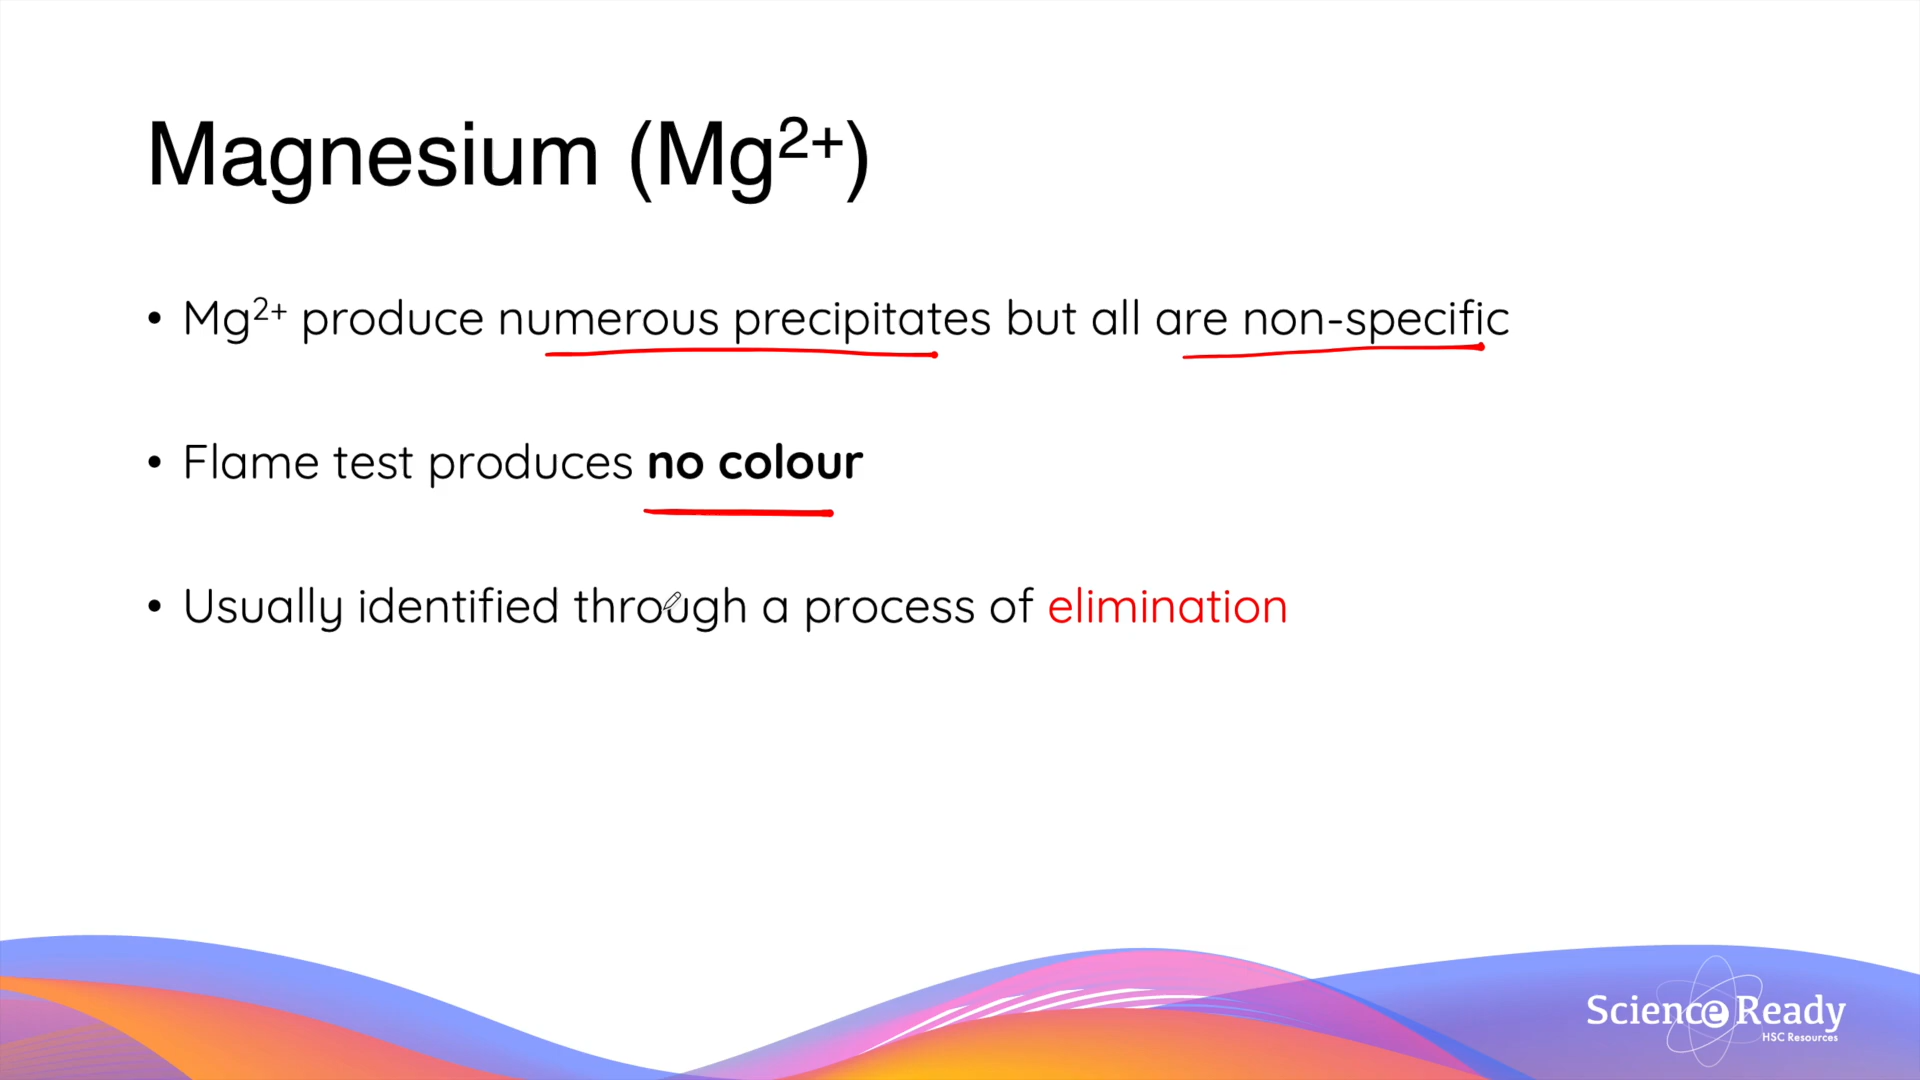 Magnesium (Mg²⁺)
• Mg²⁺ produce numerous precipitates but all are non-specific
• Flame test produces no colour
• Usually identified through a process of elimination
Science Ready
HSC Resources